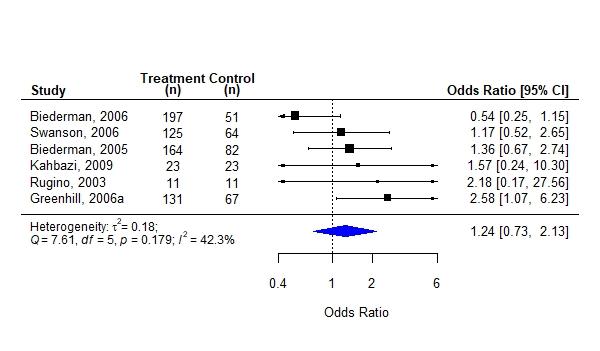 Treatment Control
Study (n) (n) Odds Ratio [95% CI]
Biederman, 2006 197 51 0.54 [0.25, 1.15]
Swanson, 2006 125 64 1.17 [0.52, 2.65]
Biederman, 2005 164 82 1.36 [0.67, 2.74]
Kahbazi, 2009 23 23 1.57 [0.24, 10.30]
Rugino, 2003 11 11 2.18 [0.17, 27.56]
Greenhill, 2006a 131 67 2.58 [1.07, 6.23]
Heterogeneity: τ²= 0.18;
Q = 7.61, df = 5, p = 0.179; I² = 42.3%
1.24 [0.73, 2.13]
0.4 1 2 6
Odds Ratio